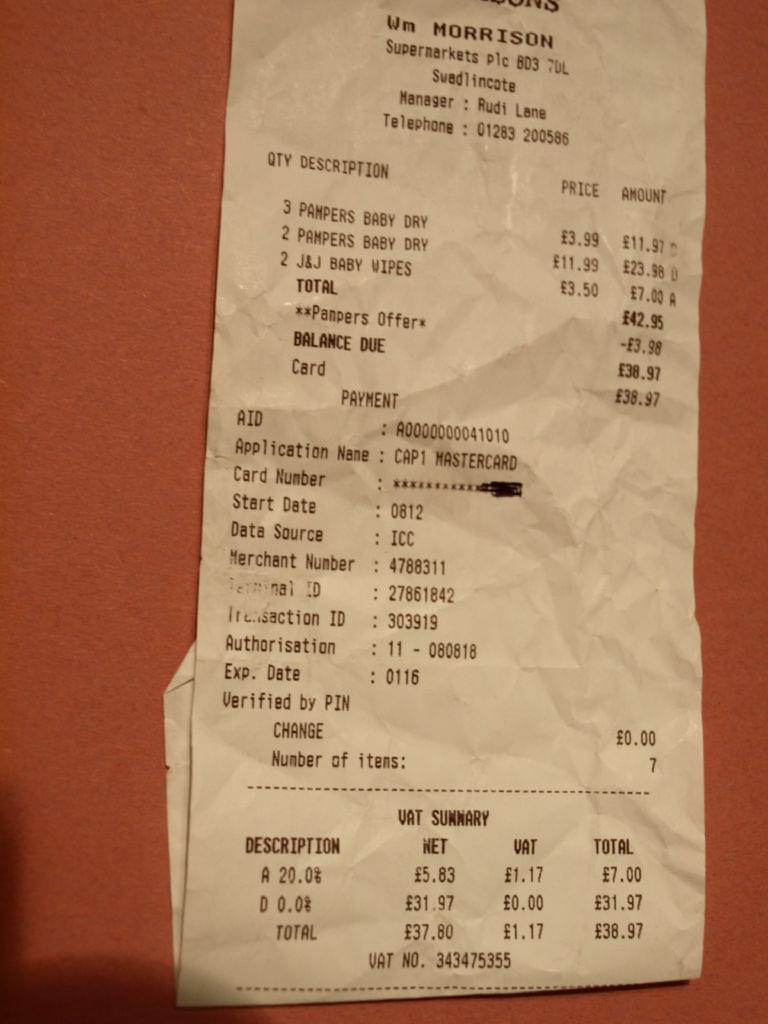 Wm MORRISON
Supermarkets plc BD3 7DL
Swadlincote
Manager : Rudi Lane
Telephone : 01283 200586
QTY DESCRIPTION PRICE AMOUNT
3 PAMPERS BABY DRY £3.99 £11.97 D
2 PAMPERS BABY DRY £11.99 £23.98 D
2 J&J BABY WIPES £3.50 £7.00 A
TOTAL £42.95
**Pampers Offer* -£3.98
BALANCE DUE £38.97
Card £38.97
PAYMENT
AID : A0000000041010
Application Name : CAP1 MASTERCARD
Card Number : ************
Start Date : 0812
Data Source : ICC
Merchant Number : 4788311
Terminal ID : 27861842
Transaction ID : 303919
Authorisation : 11 - 080818
Exp. Date : 0116
Verified by PIN
CHANGE £0.00
Number of items: 7
VAT SUMMARY
DESCRIPTION NET VAT TOTAL
A 20.0% £5.83 £1.17 £7.00
D 0.0% £31.97 £0.00 £31.97
TOTAL £37.80 £1.17 £38.97
VAT NO. 343475355